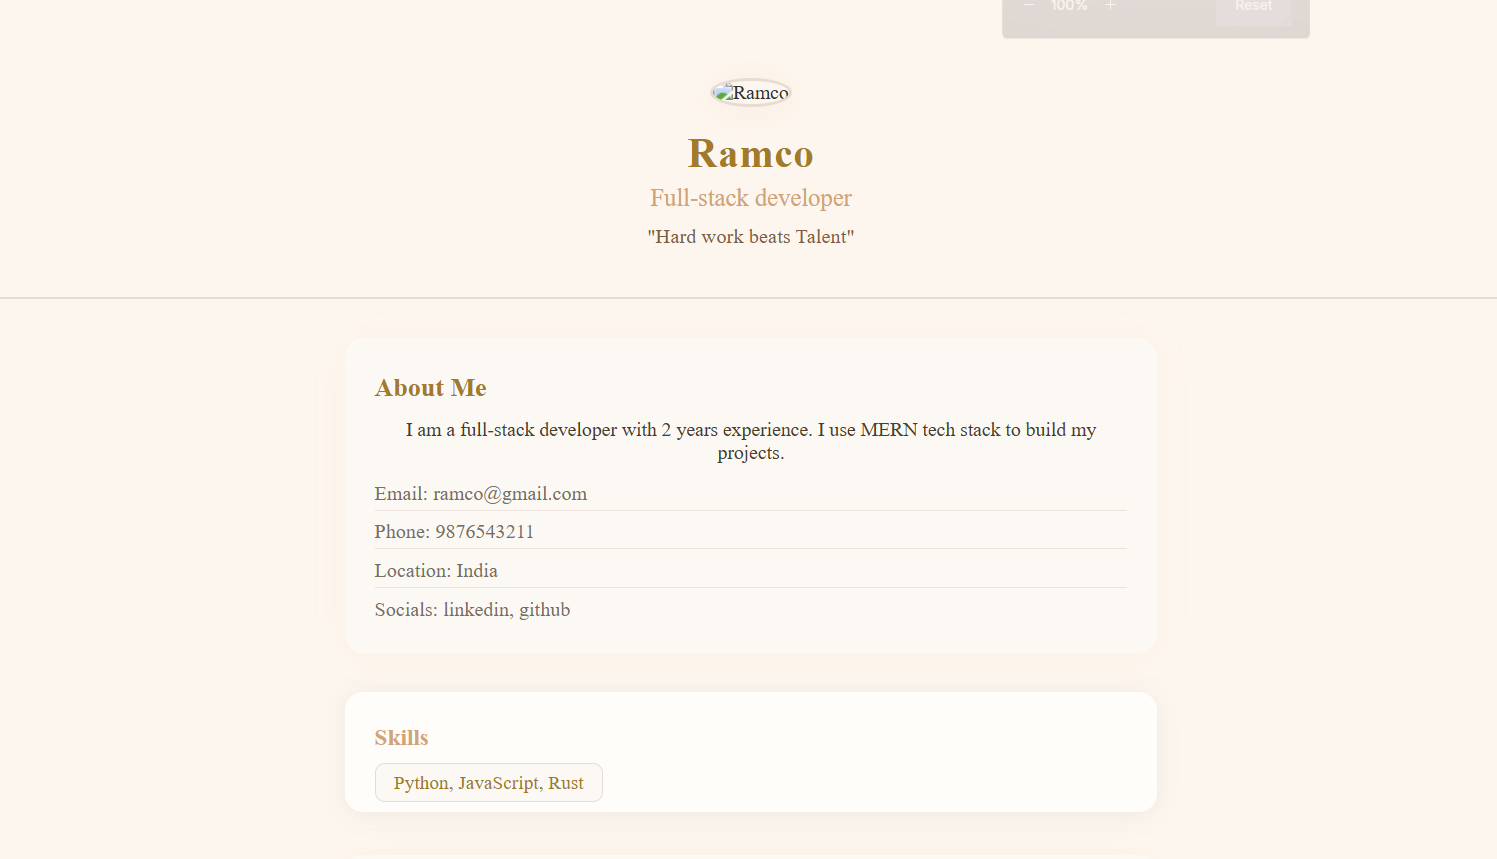 100%
Reset
Ramco
Ramco
Full-stack developer
"Hard work beats Talent"
About Me
I am a full-stack developer with 2 years experience. I use MERN tech stack to build my
projects.
Email: ramco@gmail.com
Phone: 9876543211
Location: India
Socials: linkedin, github
Skills
Python, JavaScript, Rust